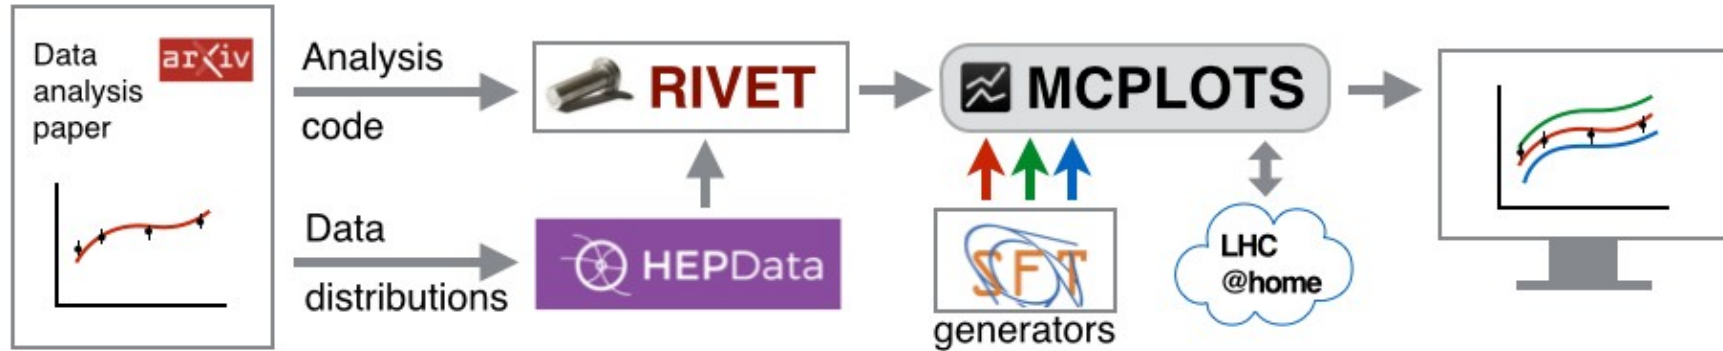 Data
analysis
paper
arXiv
Analysis
code
Data
distributions
RIVET
HEPData
MCPLOTS
SFT
generators
LHC
@home